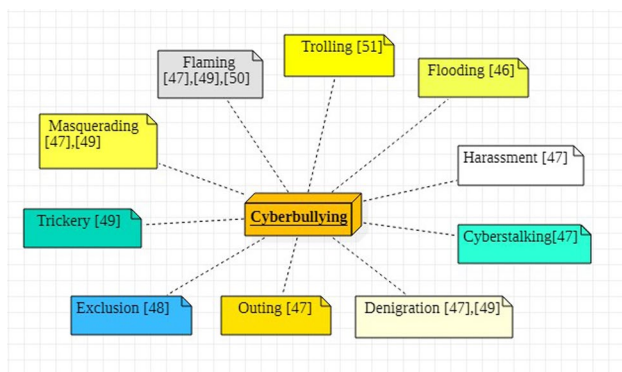 Trolling [51]
Flaming
[47],[49],[50]
Flooding [46]
Masquerading
[47],[49]
Harassment [47]
Cyberbullying
Trickery [49]
Cyberstalking[47]
Exclusion [48]
Outing [47]
Denigration [47],[49]